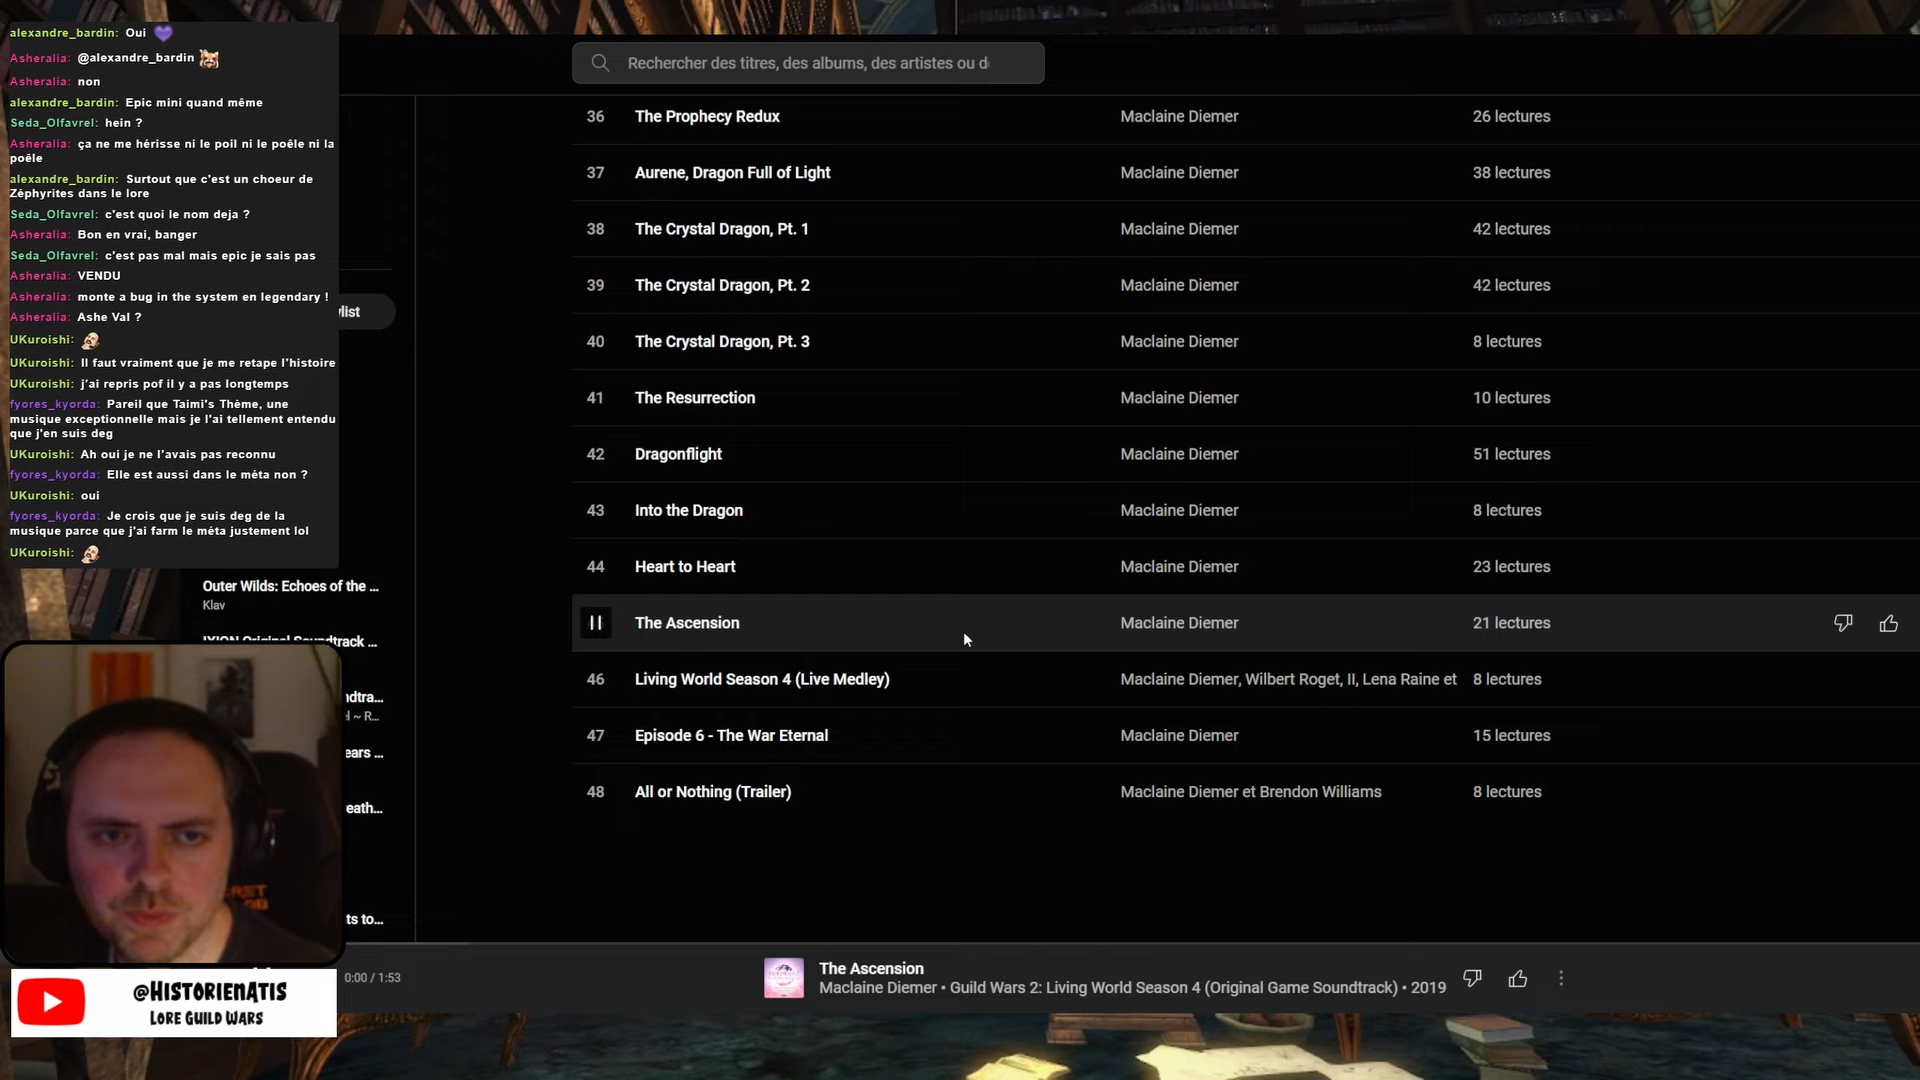 alexandre_bardin: Oui
Asheralia: @alexandre_bardin
Asheralia: non
alexandre_bardin: Epic mini quand même
Seda_Olfavrel: hein ?
Asheralia: ça ne me hérisse ni le poil ni le poêle ni la
poêle
alexandre_bardin: Surtout que c'est un choeur de
Zéphyrites dans le lore
Seda_Olfavrel: c'est quoi le nom deja ?
Asheralia: Bon en vrai, banger
Seda_Olfavrel: c'est pas mal mais epic je sais pas
Asheralia: VENDU
Asheralia: monte a bug in the system en legendary !
Asheralia: Ashe Val ?
UKuroishi:
UKuroishi: Il faut vraiment que je me retape l'histoire
UKuroishi: j'ai repris pof il y a pas longtemps
fyores_kyorda: Pareil que Taimi's Thème, une
musique exceptionnelle mais je l'ai tellement entendu
que j'en suis deg
UKuroishi: Ah oui je ne l'avais pas reconnu
fyores_kyorda: Elle est aussi dans le méta non ?
UKuroishi: oui
fyores_kyorda: Je crois que je suis deg de la
musique parce que j'ai farm le méta justement lol
UKuroishi:
ylist
Outer Wilds: Echoes of the ...
Klav
IXION Original Soundtrack ...
ndtra...
l ~ R...
ears ...
eath...
ts to...
Rechercher des titres, des albums, des artistes ou d
36 The Prophecy Redux Maclaine Diemer 26 lectures
37 Aurene, Dragon Full of Light Maclaine Diemer 38 lectures
38 The Crystal Dragon, Pt. 1 Maclaine Diemer 42 lectures
39 The Crystal Dragon, Pt. 2 Maclaine Diemer 42 lectures
40 The Crystal Dragon, Pt. 3 Maclaine Diemer 8 lectures
41 The Resurrection Maclaine Diemer 10 lectures
42 Dragonflight Maclaine Diemer 51 lectures
43 Into the Dragon Maclaine Diemer 8 lectures
44 Heart to Heart Maclaine Diemer 23 lectures
The Ascension Maclaine Diemer 21 lectures
46 Living World Season 4 (Live Medley) Maclaine Diemer, Wilbert Roget, II, Lena Raine et 8 lectures
47 Episode 6 - The War Eternal Maclaine Diemer 15 lectures
48 All or Nothing (Trailer) Maclaine Diemer et Brendon Williams 8 lectures
@HISTORIENATIS
LORE GUILD WARS
0:00 / 1:53
The Ascension
Maclaine Diemer • Guild Wars 2: Living World Season 4 (Original Game Soundtrack) • 2019